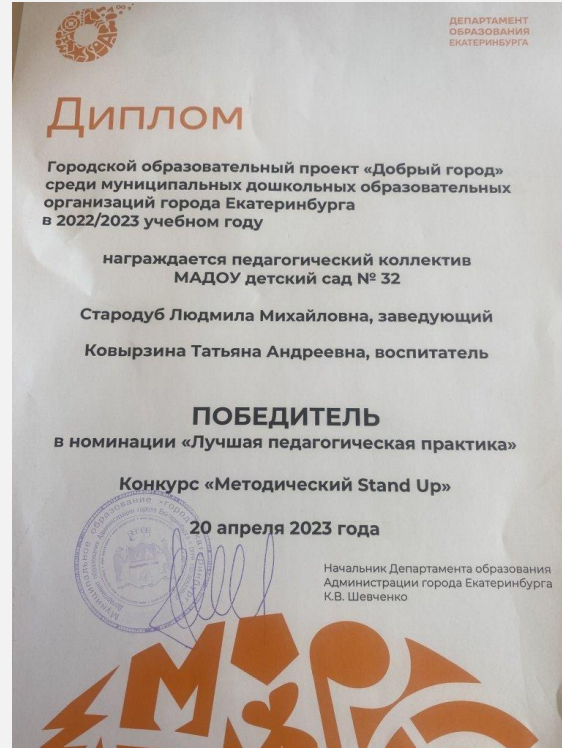 ДЕПАРТАМЕНТ
ОБРАЗОВАНИЯ
ЕКАТЕРИНБУРГА
Диплом
Городской образовательный проект «Добрый город»
среди муниципальных дошкольных образовательных
организаций города Екатеринбурга
в 2022/2023 учебном году
награждается педагогический коллектив
МАДОУ детский сад № 32
Стародуб Людмила Михайловна, заведующий
Ковырзина Татьяна Андреевна, воспитатель
ПОБЕДИТЕЛЬ
в номинации «Лучшая педагогическая практика»
Конкурс «Методический Stand Up»
20 апреля 2023 года
Начальник Департамента образования
Администрации города Екатеринбурга
К.В. Шевченко